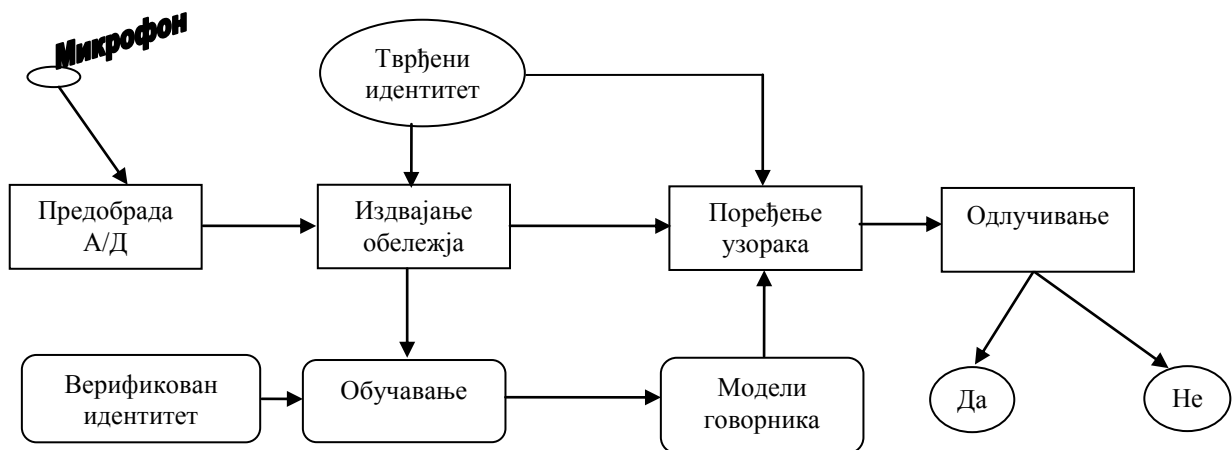 Микрофон
Тврђени
идентитет
Предобрада
А/Д
Издвајање
обележја
Поређење
узорака
Одлучивање
Верификован
идентитет
Обучавање
Модели
говорника
Да
Не